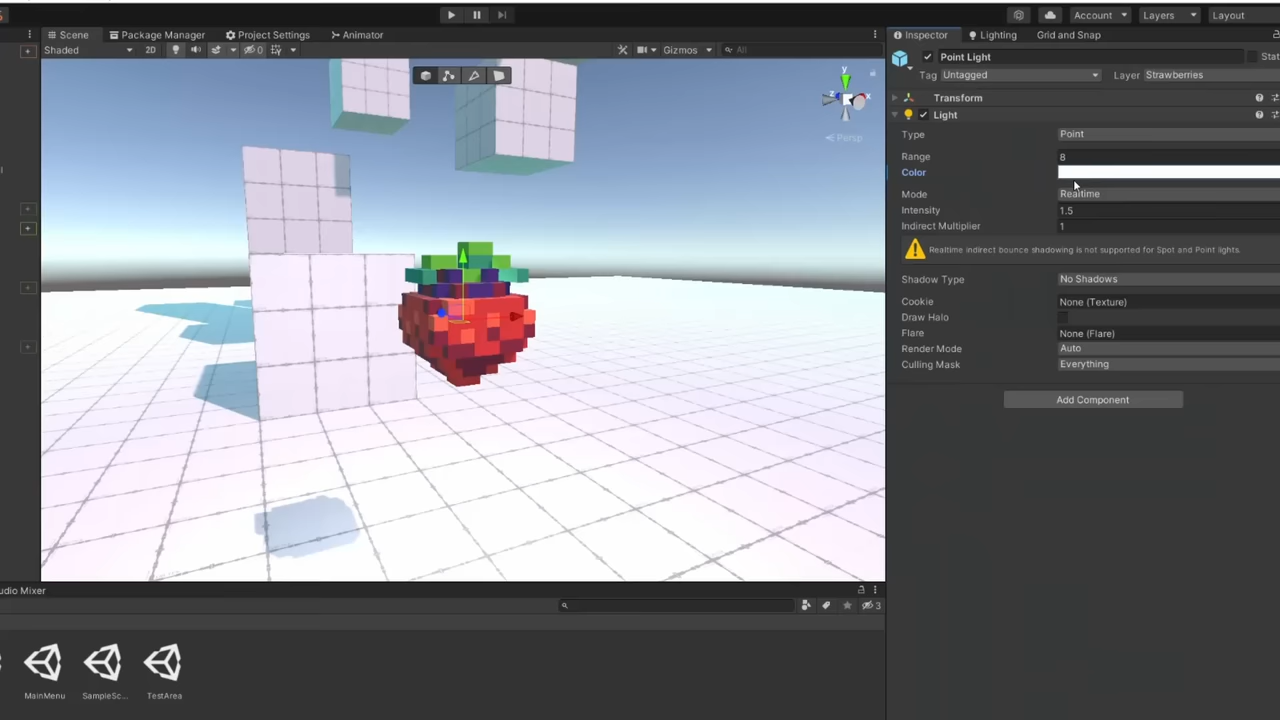 Account
Layers
Layout
Scene
Package Manager
Project Settings
Animator
Inspector
Lighting
Grid and Snap
Shaded
2D
0
Gizmos
All
Point Light
Stat
Tag
Untagged
Layer
Strawberries
y
z
x
Persp
Transform
Light
Type
Point
Range
8
Color
Mode
Realtime
Intensity
1.5
Indirect Multiplier
1
Realtime indirect bounce shadowing is not supported for Spot and Point lights.
Shadow Type
No Shadows
Cookie
None (Texture)
Draw Halo
Flare
None (Flare)
Render Mode
Auto
Culling Mask
Everything
Add Component
udio Mixer
3
MainMenu
SampleSc...
TestArea